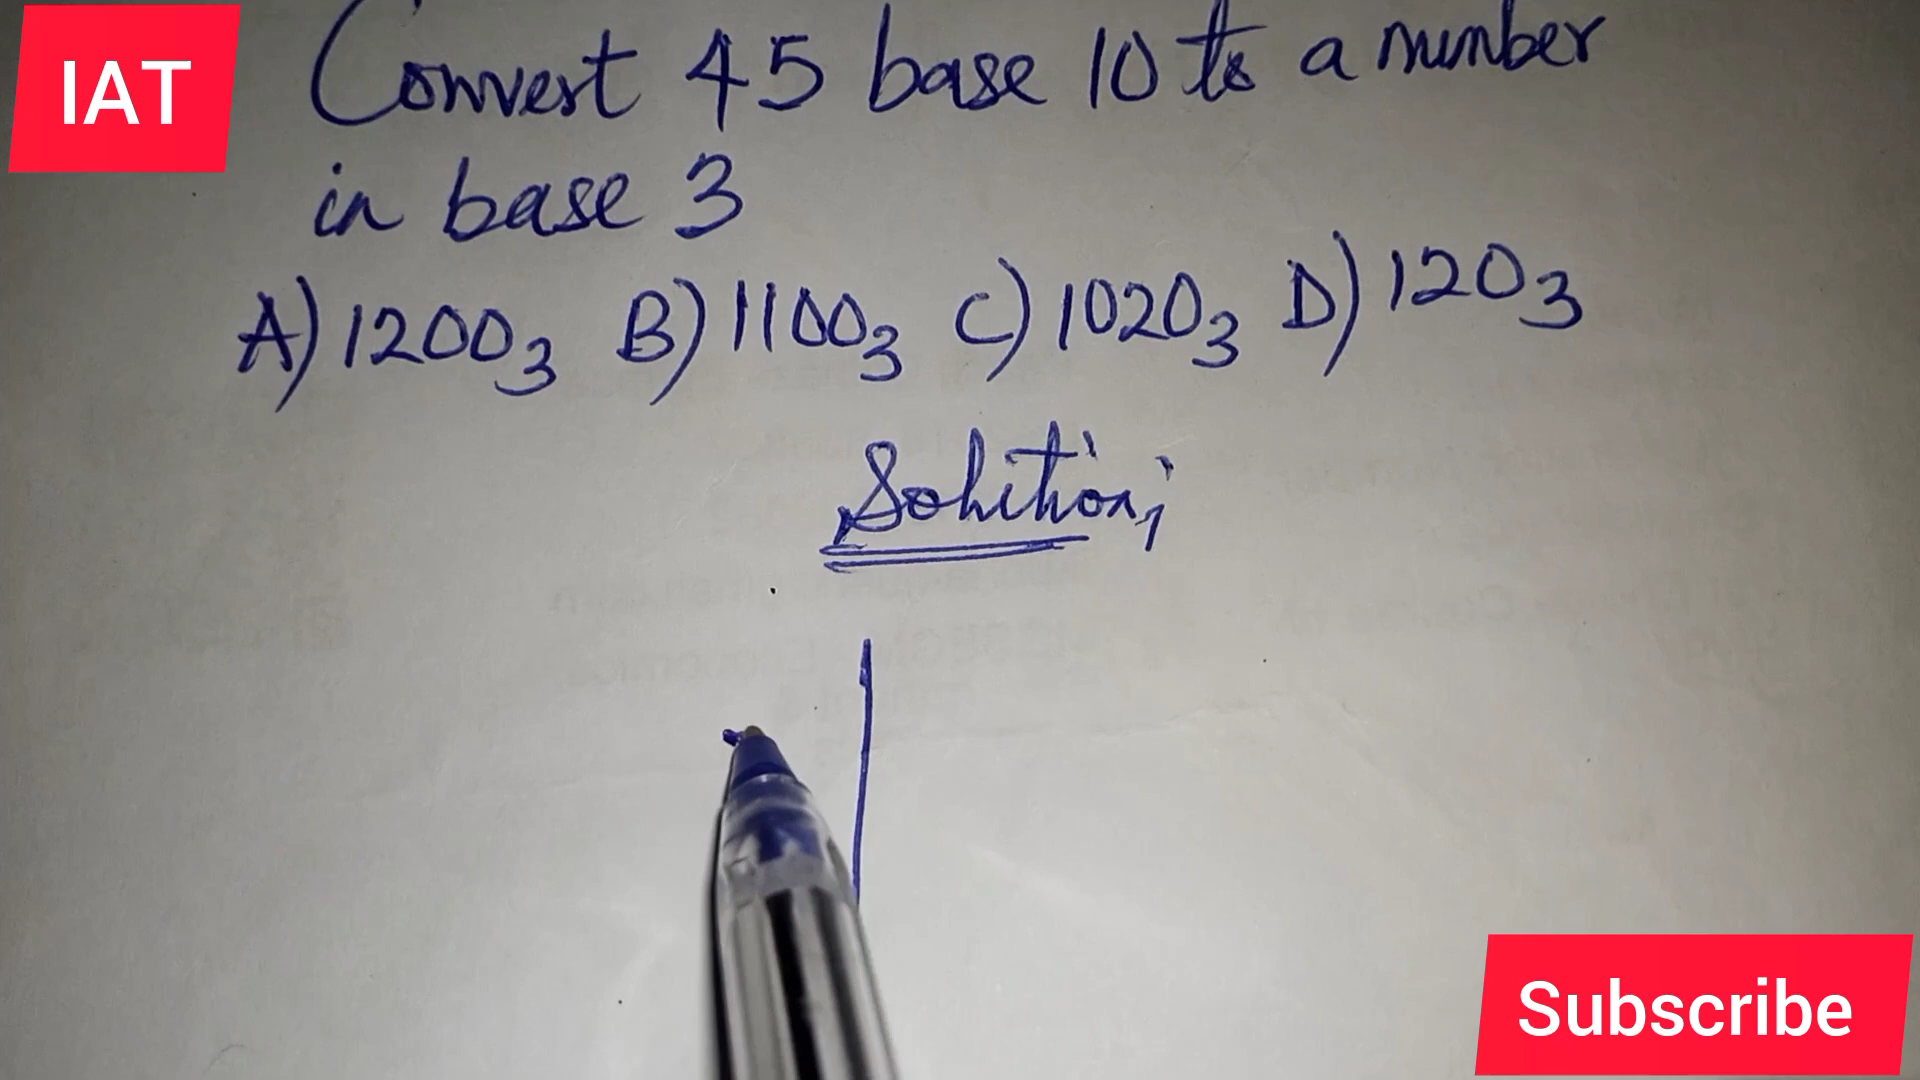 IAT
Convert 45 base 10 to a number
in base 3
A) 1200₃ B) 1100₃ C) 1020₃ D) 120₃
Solution;
Subscribe